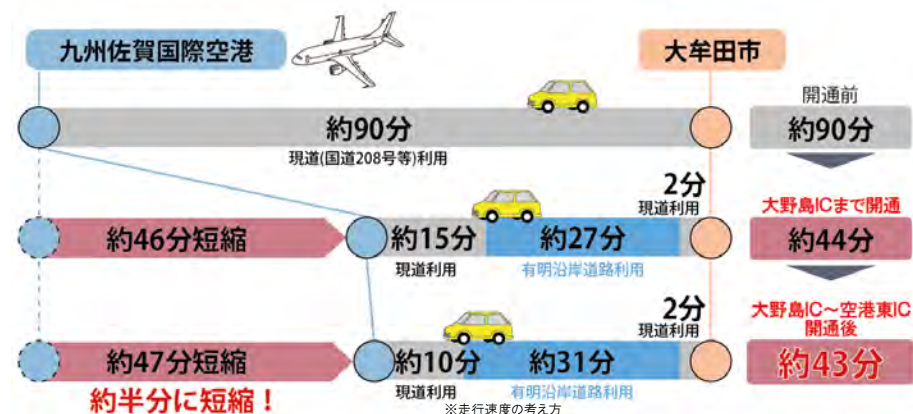 九州佐賀国際空港
大牟田市
開通前
約90分
現道(国道208号等)利用
約90分
2分
現道利用
大野島ICまで開通
約46分短縮
約15分
約27分
約44分
現道利用
有明沿岸道路利用
2分
現道利用
大野島IC～空港東IC
開通後
約47分短縮
約10分
約31分
約43分
現道利用
有明沿岸道路利用
約半分に短縮！
※走行速度の考え方